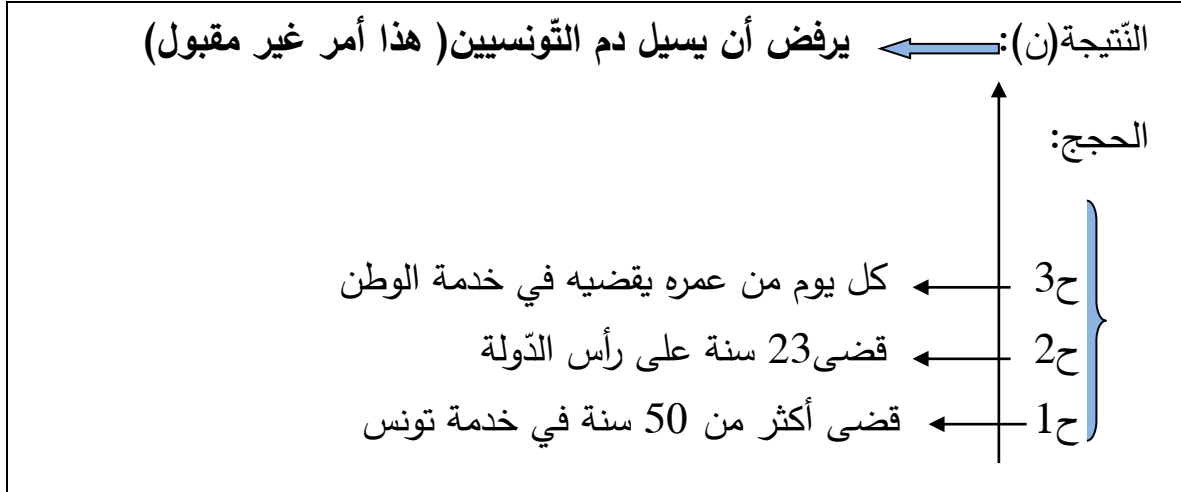 النّتيجة(ن): يرفض أن يسيل دم التّونسيين( هذا أمر غير مقبول)
الحجج:
ح3 كل يوم من عمره يقضيه في خدمة الوطن
ح2 قضى23 سنة على رأس الدّولة
ح1 قضى أكثر من 50 سنة في خدمة تونس